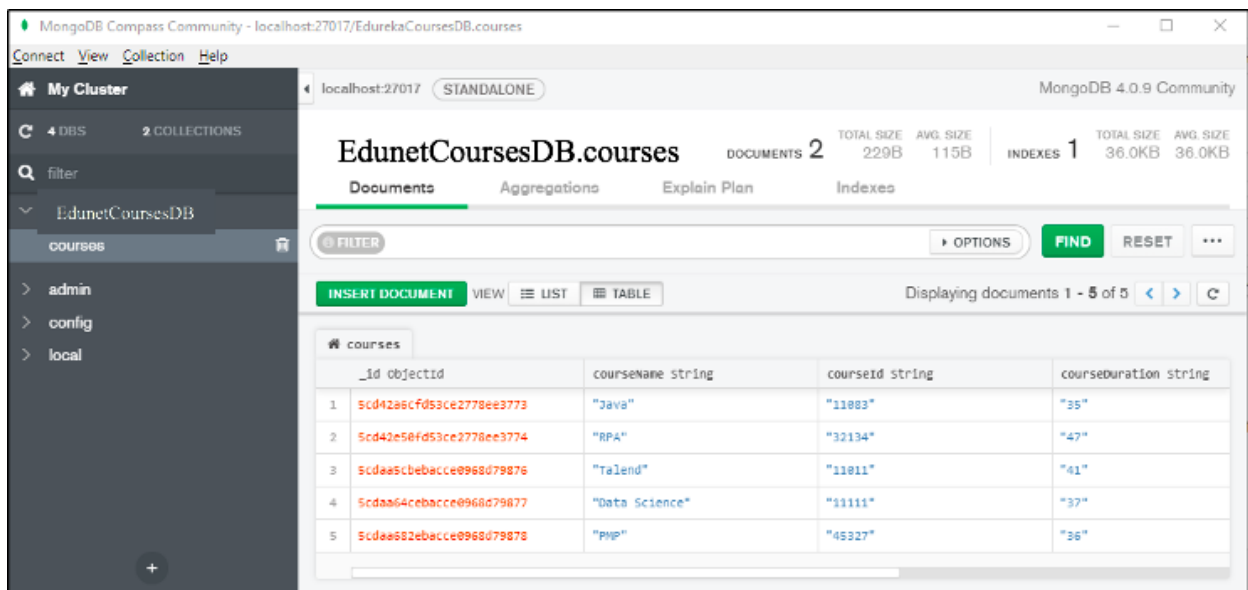 MongoDB Compass Community - localhost:27017/EdurekaCoursesDB.courses
Connect View Collection Help
My Cluster
localhost:27017 STANDALONE MongoDB 4.0.9 Community
4 DBS 2 COLLECTIONS
filter
EdunetCoursesDB.courses DOCUMENTS 2 TOTAL SIZE 229B AVG. SIZE 115B INDEXES 1 TOTAL SIZE 36.0KB AVG. SIZE 36.0KB
Documents Aggregations Explain Plan Indexes
EdunetCoursesDB
courses
admin
config
local
FILTER OPTIONS FIND RESET ...
INSERT DOCUMENT VIEW LIST TABLE Displaying documents 1 - 5 of 5
courses
_id ObjectId courseName String courseId String courseDuration String
1 5cd42a6cfd53ce2778ee3773 "Java" "11083" "35"
2 5cd42e50fd53ce2778ee3774 "RPA" "32134" "47"
3 5cdaa5cbebacce0968d79876 "Talend" "11011" "41"
4 5cdaa64cebacce0968d79877 "Data Science" "11111" "37"
5 5cdaa682ebacce0968d79878 "PMP" "45327" "36"